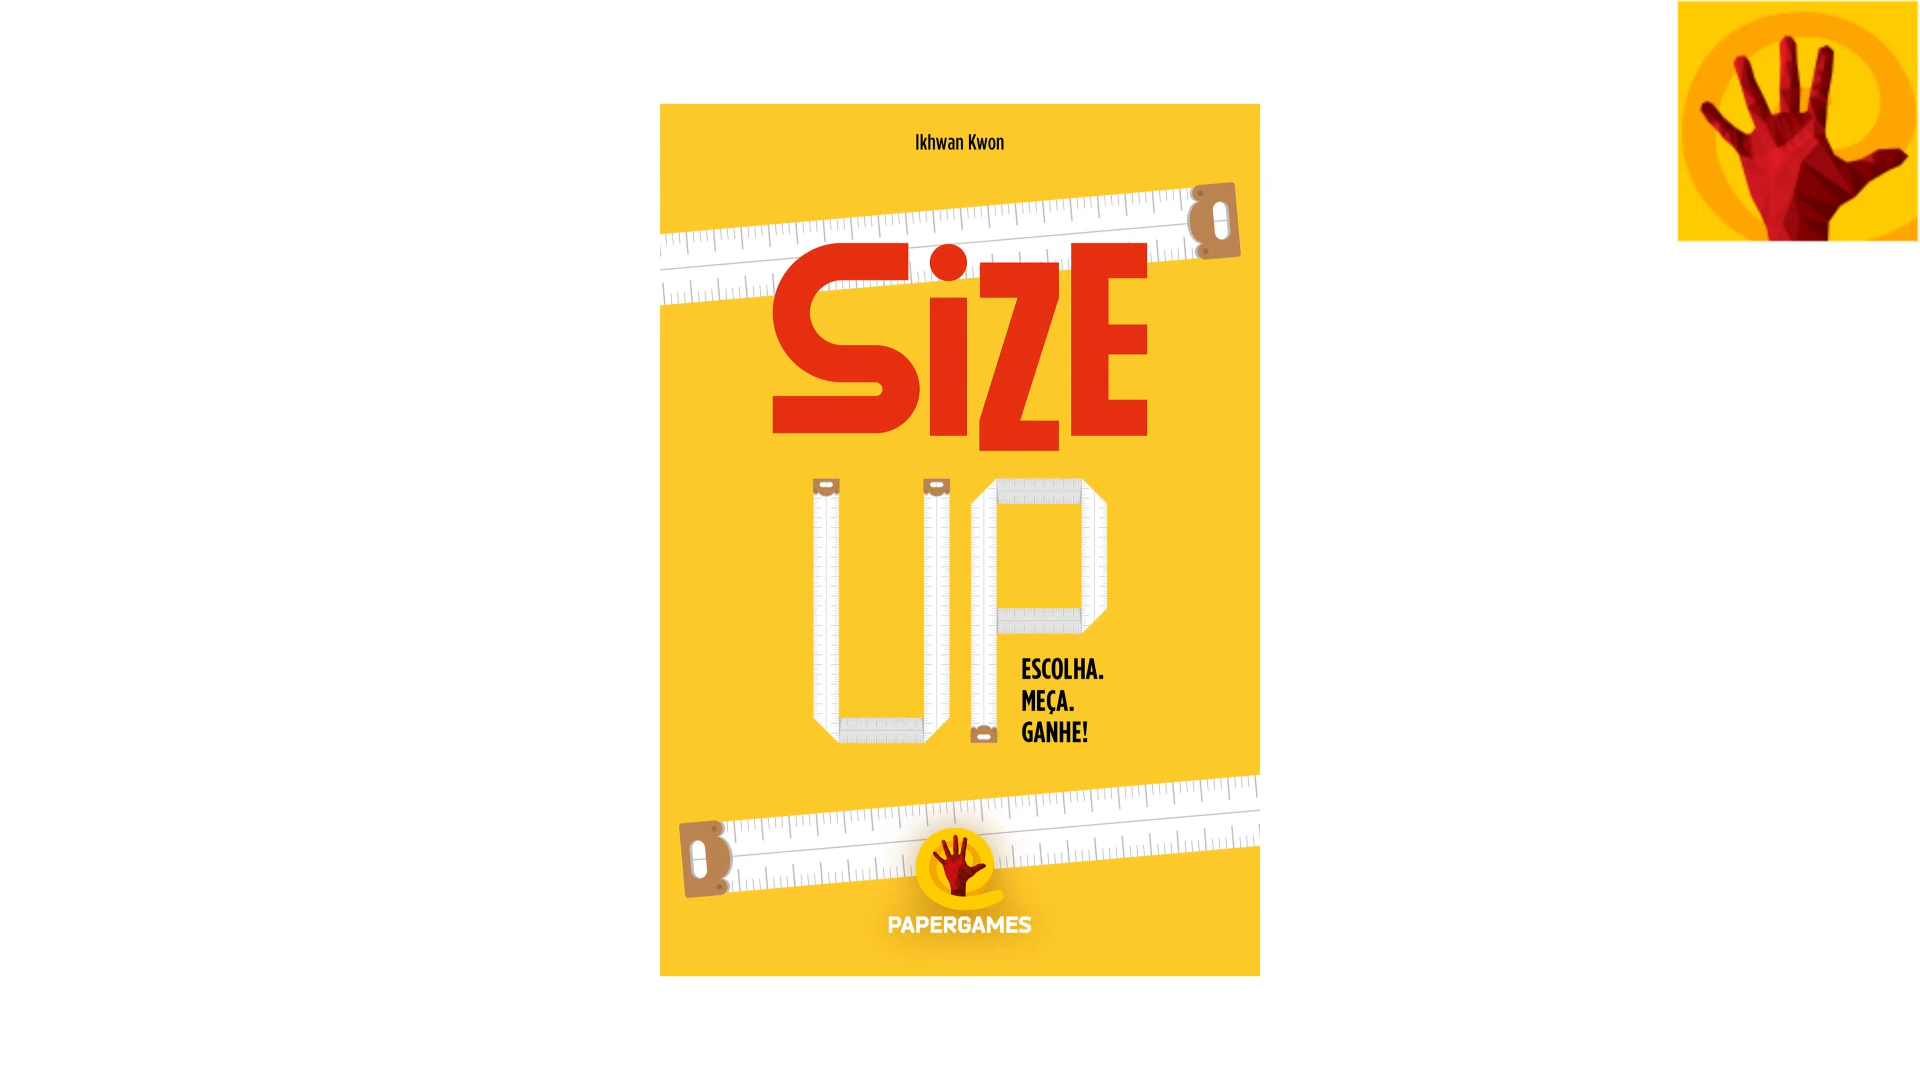 Ikhwan Kwon
SiZE
UP
ESCOLHA.
MEÇA.
GANHE!
PAPERGAMES